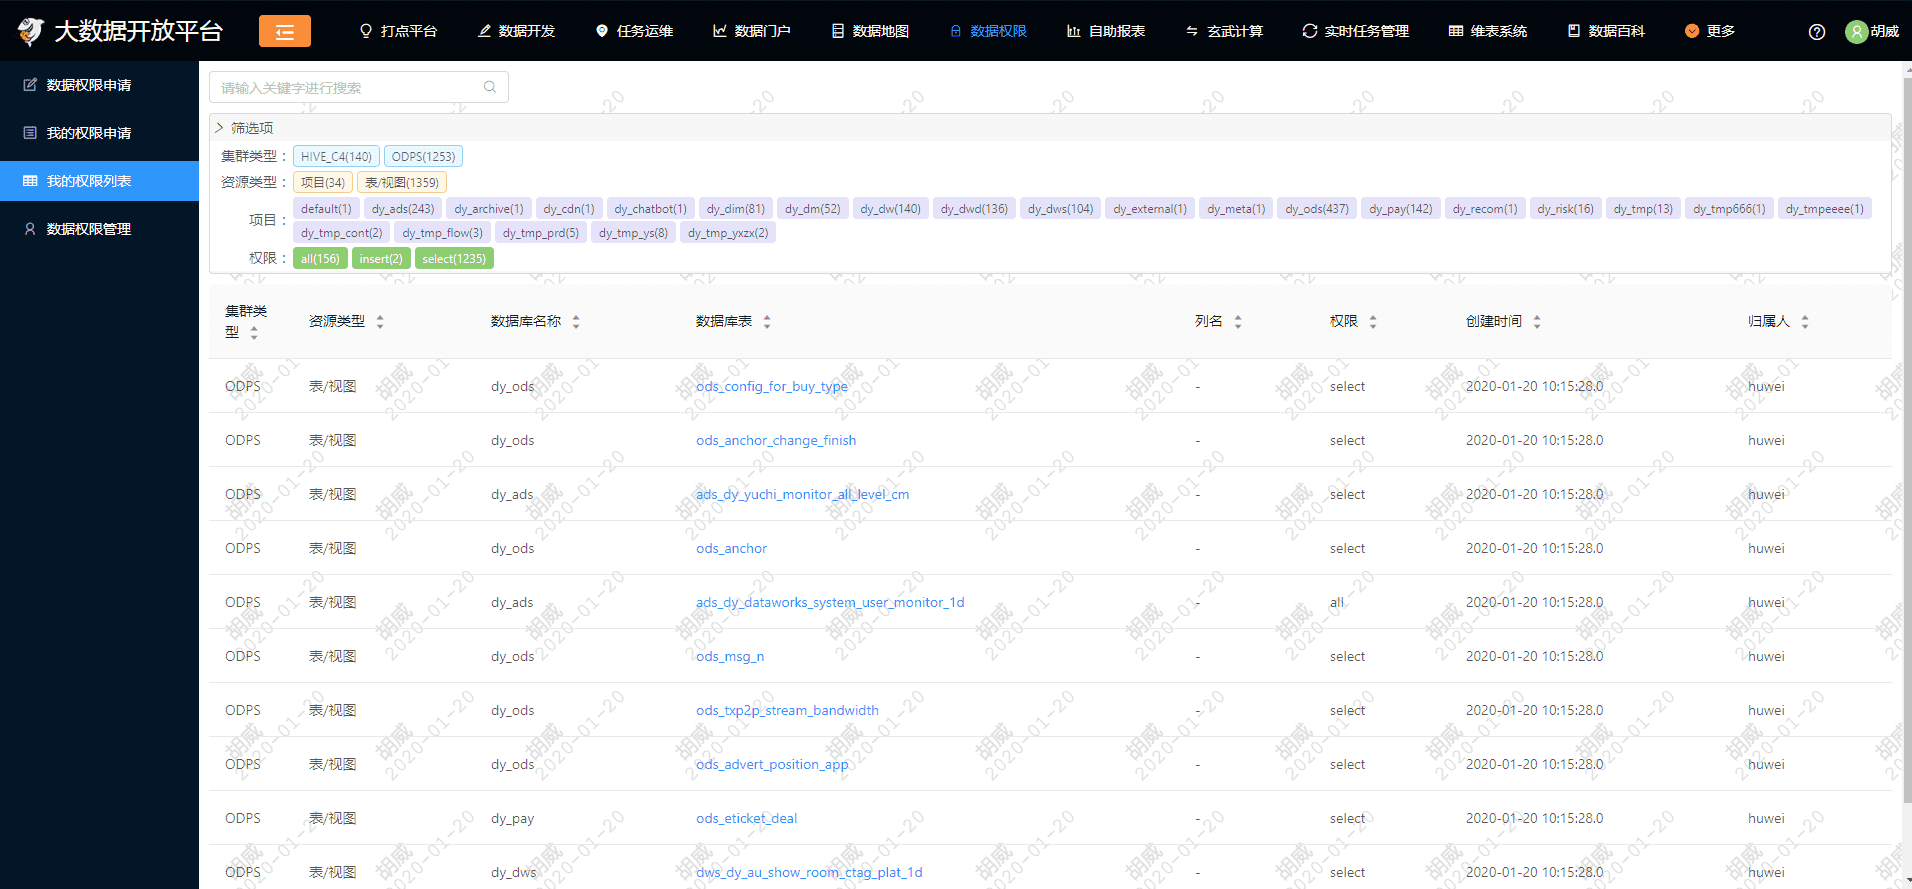 大数据开放平台
打点平台 数据开发 任务运维 数据门户 数据地图 数据权限 自助报表 玄武计算 实时任务管理 维表系统 数据百科 更多 胡威
数据权限申请
我的权限申请
我的权限列表
数据权限管理
请输入关键字进行搜索
筛选项
集群类型： HIVE_C4(140) ODPS(1253)
资源类型： 项目(34) 表/视图(1359)
项目： default(1) dy_ads(243) dy_archive(1) dy_cdn(1) dy_chatbot(1) dy_dim(81) dy_dm(52) dy_dw(140) dy_dwd(136) dy_dws(104) dy_external(1) dy_meta(1) dy_ods(437) dy_pay(142) dy_recom(1) dy_risk(16) dy_tmp(13) dy_tmp666(1) dy_tmpeeee(1)
dy_tmp_cont(2) dy_tmp_flow(3) dy_tmp_prd(5) dy_tmp_ys(8) dy_tmp_yxzx(2)
权限： all(156) insert(2) select(1235)
集群类型 资源类型 数据库名称 数据库表 列名 权限 创建时间 归属人
ODPS 表/视图 dy_ods ods_config_for_buy_type - select 2020-01-20 10:15:28.0 huwei
ODPS 表/视图 dy_ods ods_anchor_change_finish - select 2020-01-20 10:15:28.0 huwei
ODPS 表/视图 dy_ads ads_dy_yuchi_monitor_all_level_cm - select 2020-01-20 10:15:28.0 huwei
ODPS 表/视图 dy_ods ods_anchor - select 2020-01-20 10:15:28.0 huwei
ODPS 表/视图 dy_ads ads_dy_dataworks_system_user_monitor_1d - all 2020-01-20 10:15:28.0 huwei
ODPS 表/视图 dy_ods ods_msg_n - select 2020-01-20 10:15:28.0 huwei
ODPS 表/视图 dy_ods ods_txp2p_stream_bandwidth - select 2020-01-20 10:15:28.0 huwei
ODPS 表/视图 dy_ods ods_advert_position_app - select 2020-01-20 10:15:28.0 huwei
ODPS 表/视图 dy_pay ods_eticket_deal - select 2020-01-20 10:15:28.0 huwei
ODPS 表/视图 dy_dws dws_dy_au_show_room_ctag_plat_1d - select 2020-01-20 10:15:28.0 huwei
胡威
2020-01-20